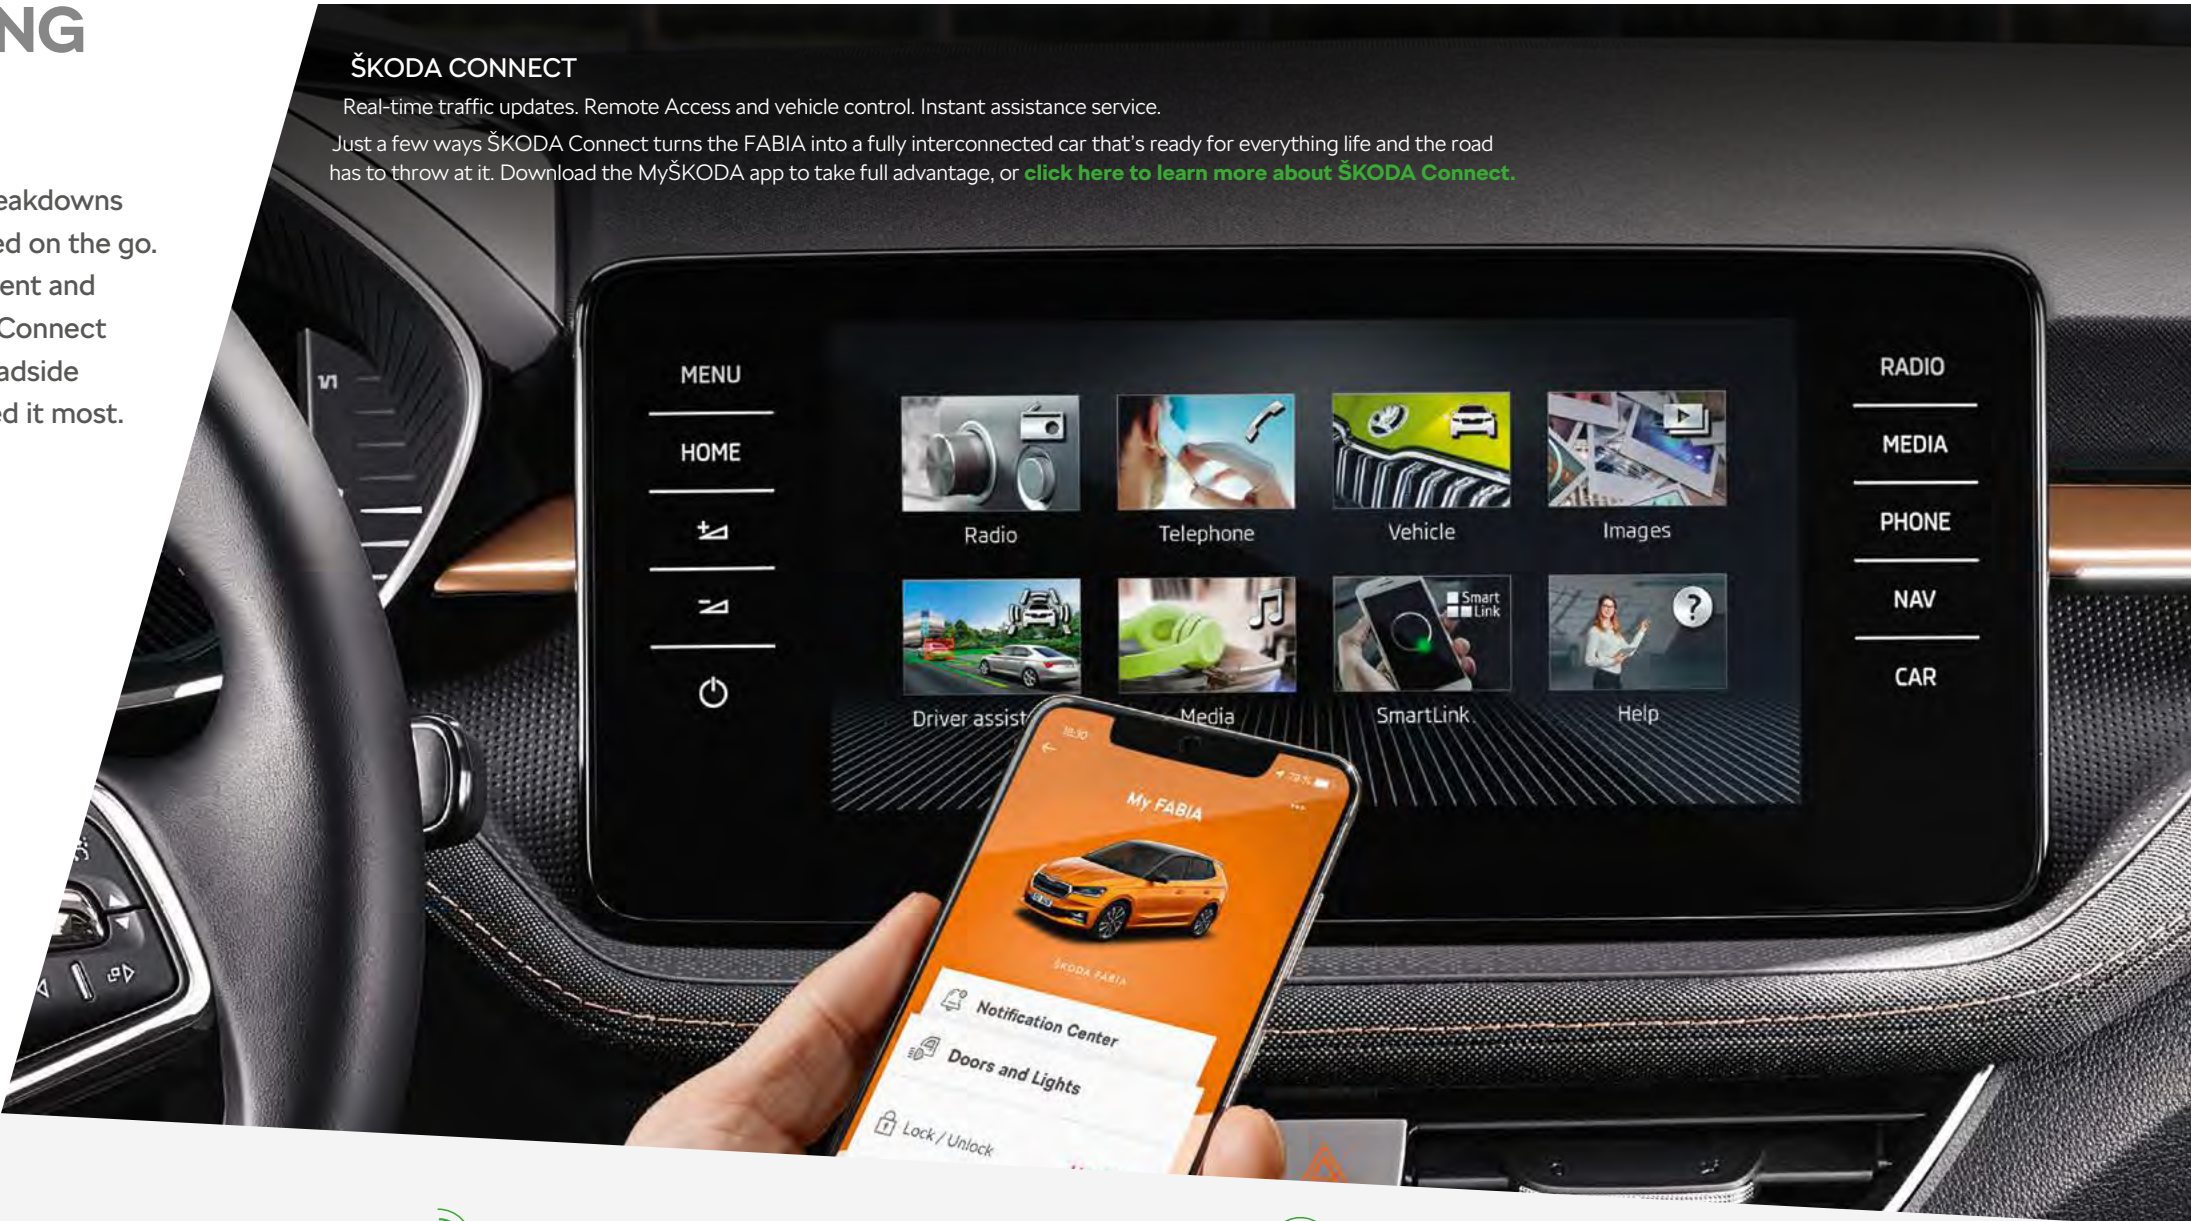 NG
eakdowns
ed on the go.
ent and
Connect
adside
ed it most.
ŠKODA CONNECT
Real-time traffic updates. Remote Access and vehicle control. Instant assistance service.
Just a few ways ŠKODA Connect turns the FABIA into a fully interconnected car that's ready for everything life and the road
has to throw at it. Download the MyŠKODA app to take full advantage, or click here to learn more about ŠKODA Connect.
1/1
MENU
HOME
Radio
Telephone
Vehicle
Images
Smart
Link
Driver assist
Media
SmartLink
Help
RADIO
MEDIA
PHONE
NAV
CAR
18:30
My FABIA
ŠKODA FABIA
Notification Center
Doors and Lights
Lock / Unlock